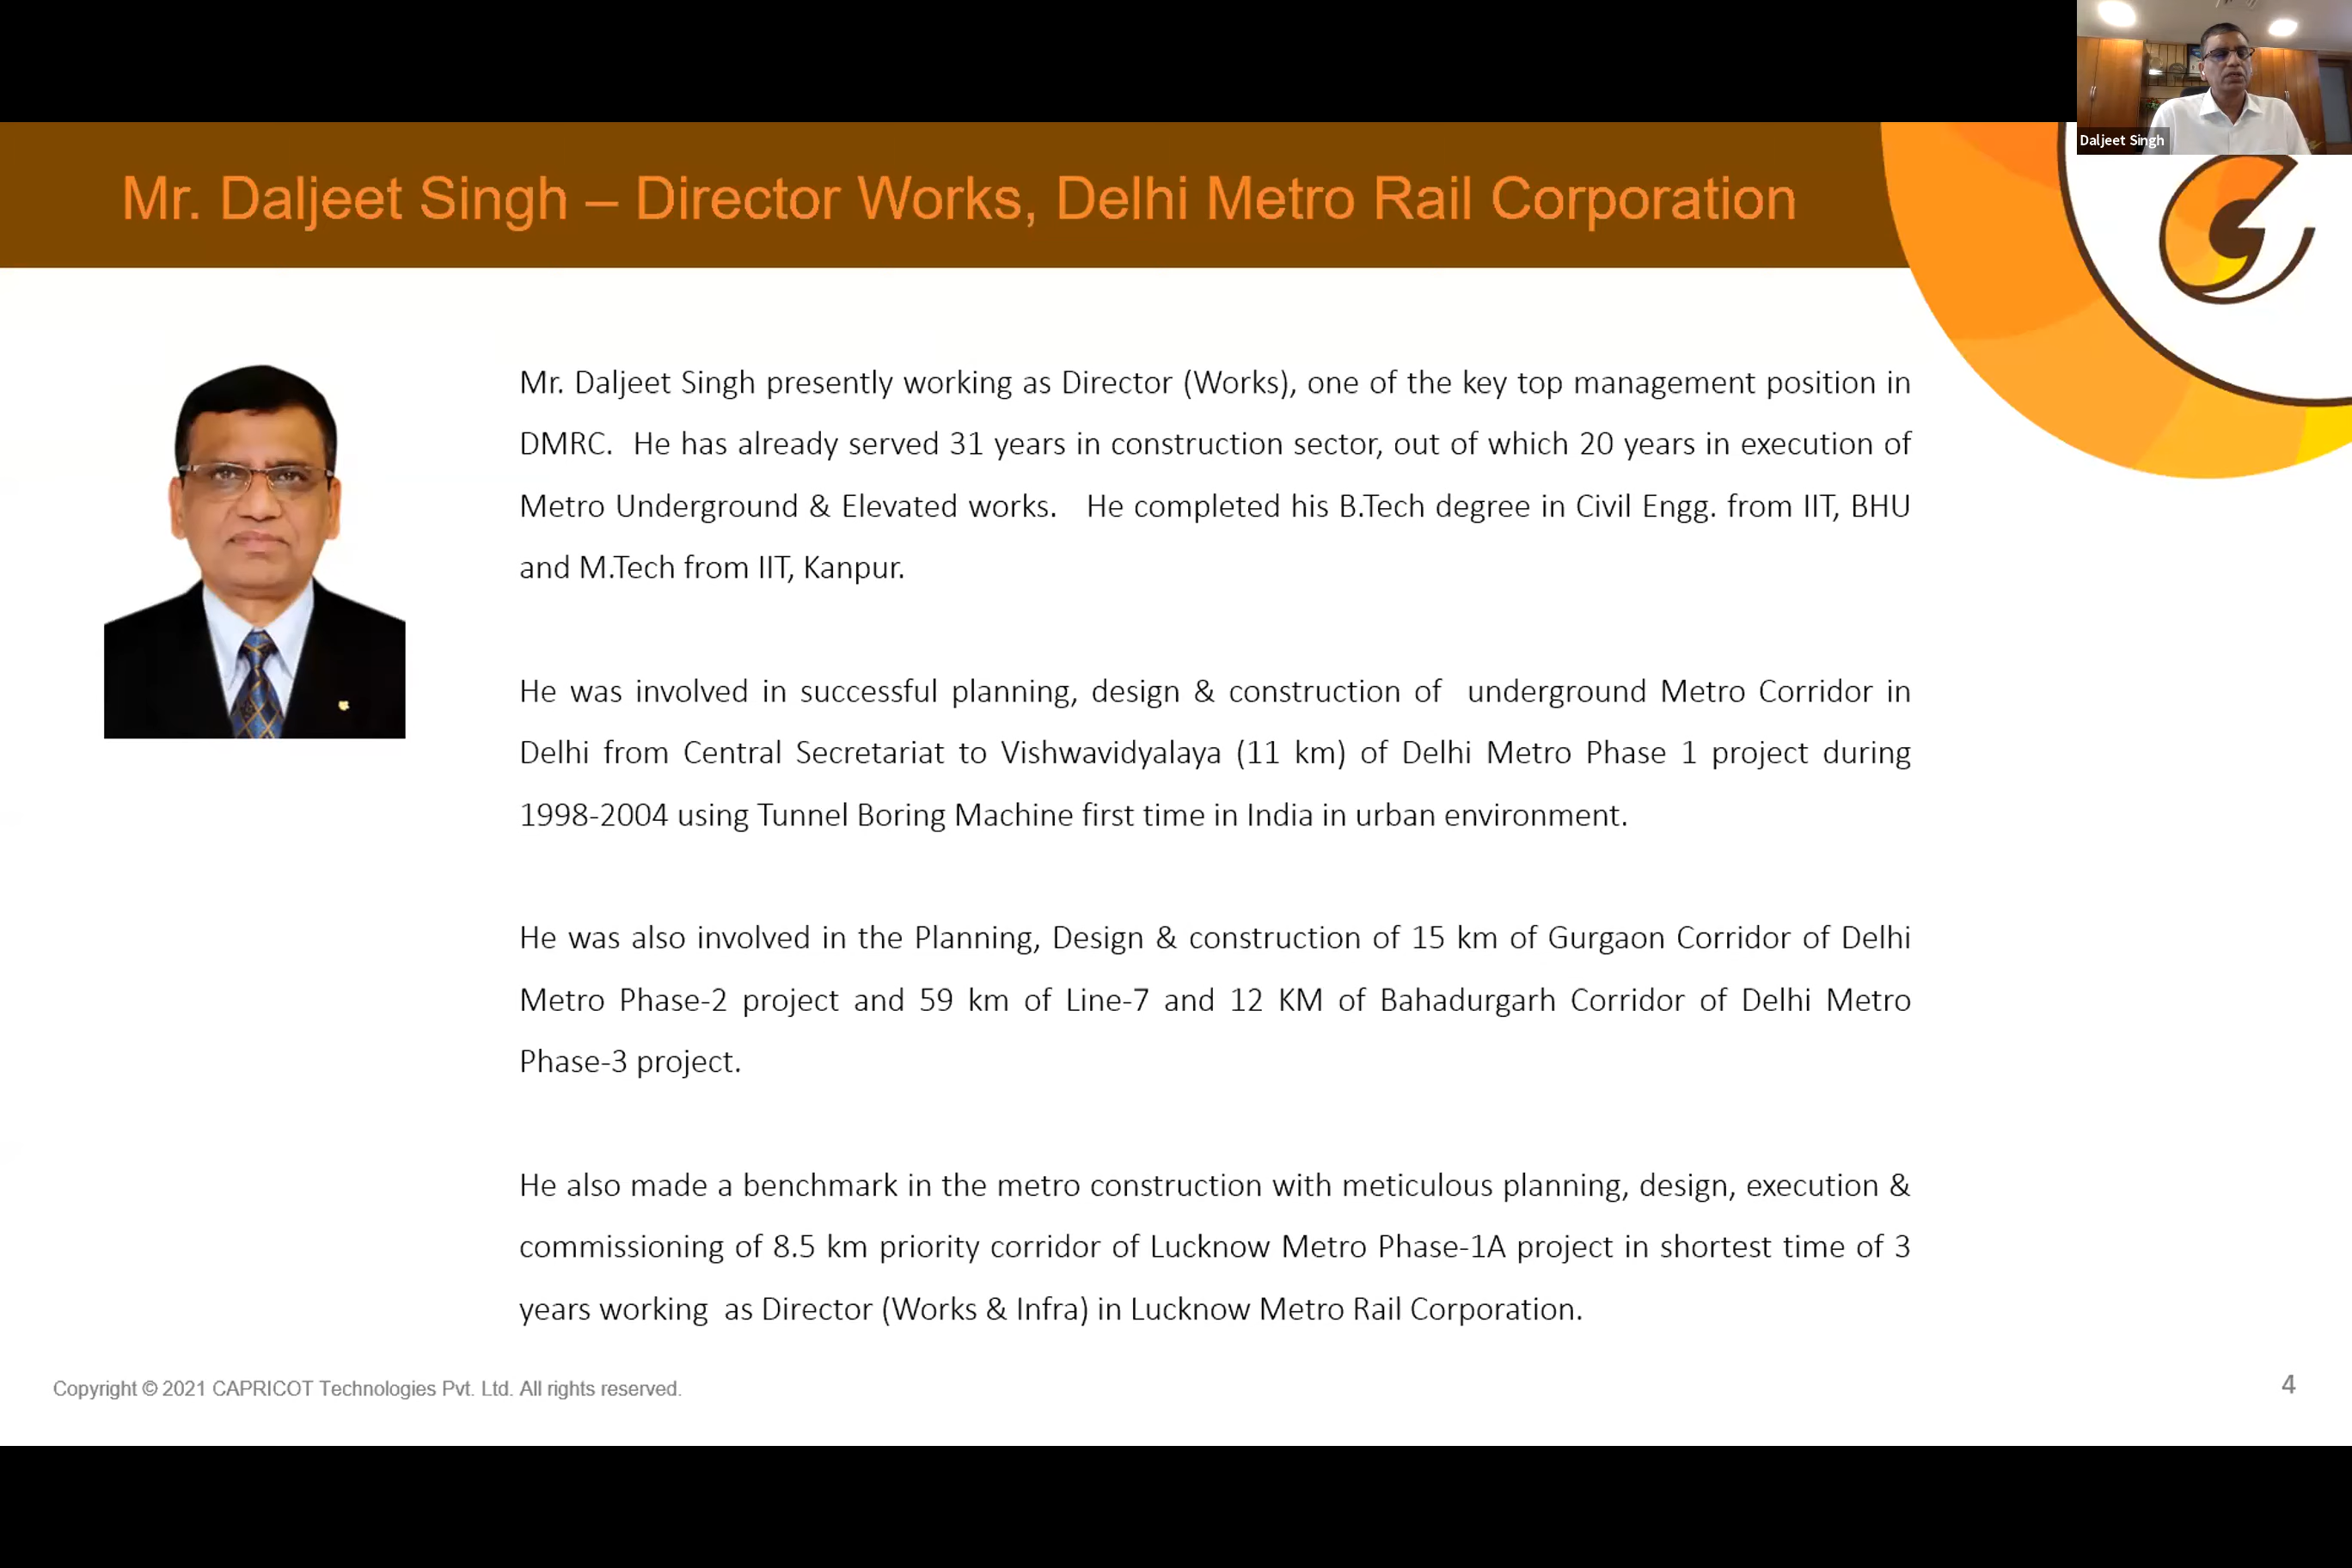 Daljeet Singh
Mr. Daljeet Singh – Director Works, Delhi Metro Rail Corporation
Mr. Daljeet Singh presently working as Director (Works), one of the key top management position in
DMRC.  He has already served 31 years in construction sector, out of which 20 years in execution of
Metro Underground & Elevated works.   He completed his B.Tech degree in Civil Engg. from IIT, BHU
and M.Tech from IIT, Kanpur.
He was involved in successful planning, design & construction of  underground Metro Corridor in
Delhi from Central Secretariat to Vishwavidyalaya (11 km) of Delhi Metro Phase 1 project during
1998-2004 using Tunnel Boring Machine first time in India in urban environment.
He was also involved in the Planning, Design & construction of 15 km of Gurgaon Corridor of Delhi
Metro Phase-2 project and 59 km of Line-7 and 12 KM of Bahadurgarh Corridor of Delhi Metro
Phase-3 project.
He also made a benchmark in the metro construction with meticulous planning, design, execution &
commissioning of 8.5 km priority corridor of Lucknow Metro Phase-1A project in shortest time of 3
years working  as Director (Works & Infra) in Lucknow Metro Rail Corporation.
Copyright © 2021 CAPRICOT Technologies Pvt. Ltd. All rights reserved.
4